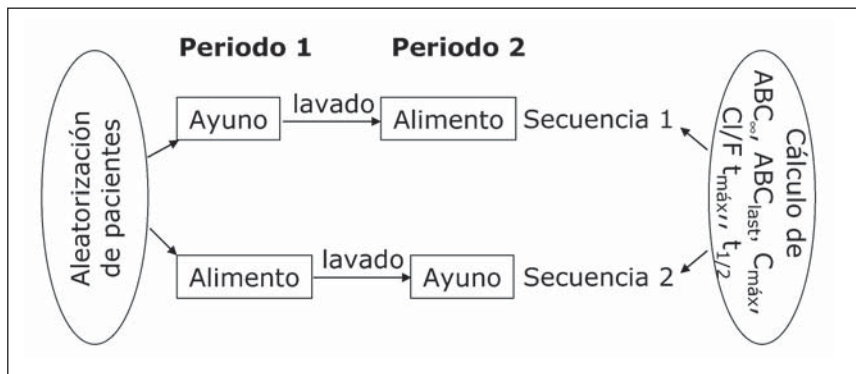 Periodo 1
Periodo 2
Aleatorización
de pacientes
Ayuno
lavado
Alimento
Secuencia 1
Alimento
lavado
Ayuno
Secuencia 2
Cálculo de
ABC∞, ABClast, Cmáx,
Cl/F tmáx,, t1/2